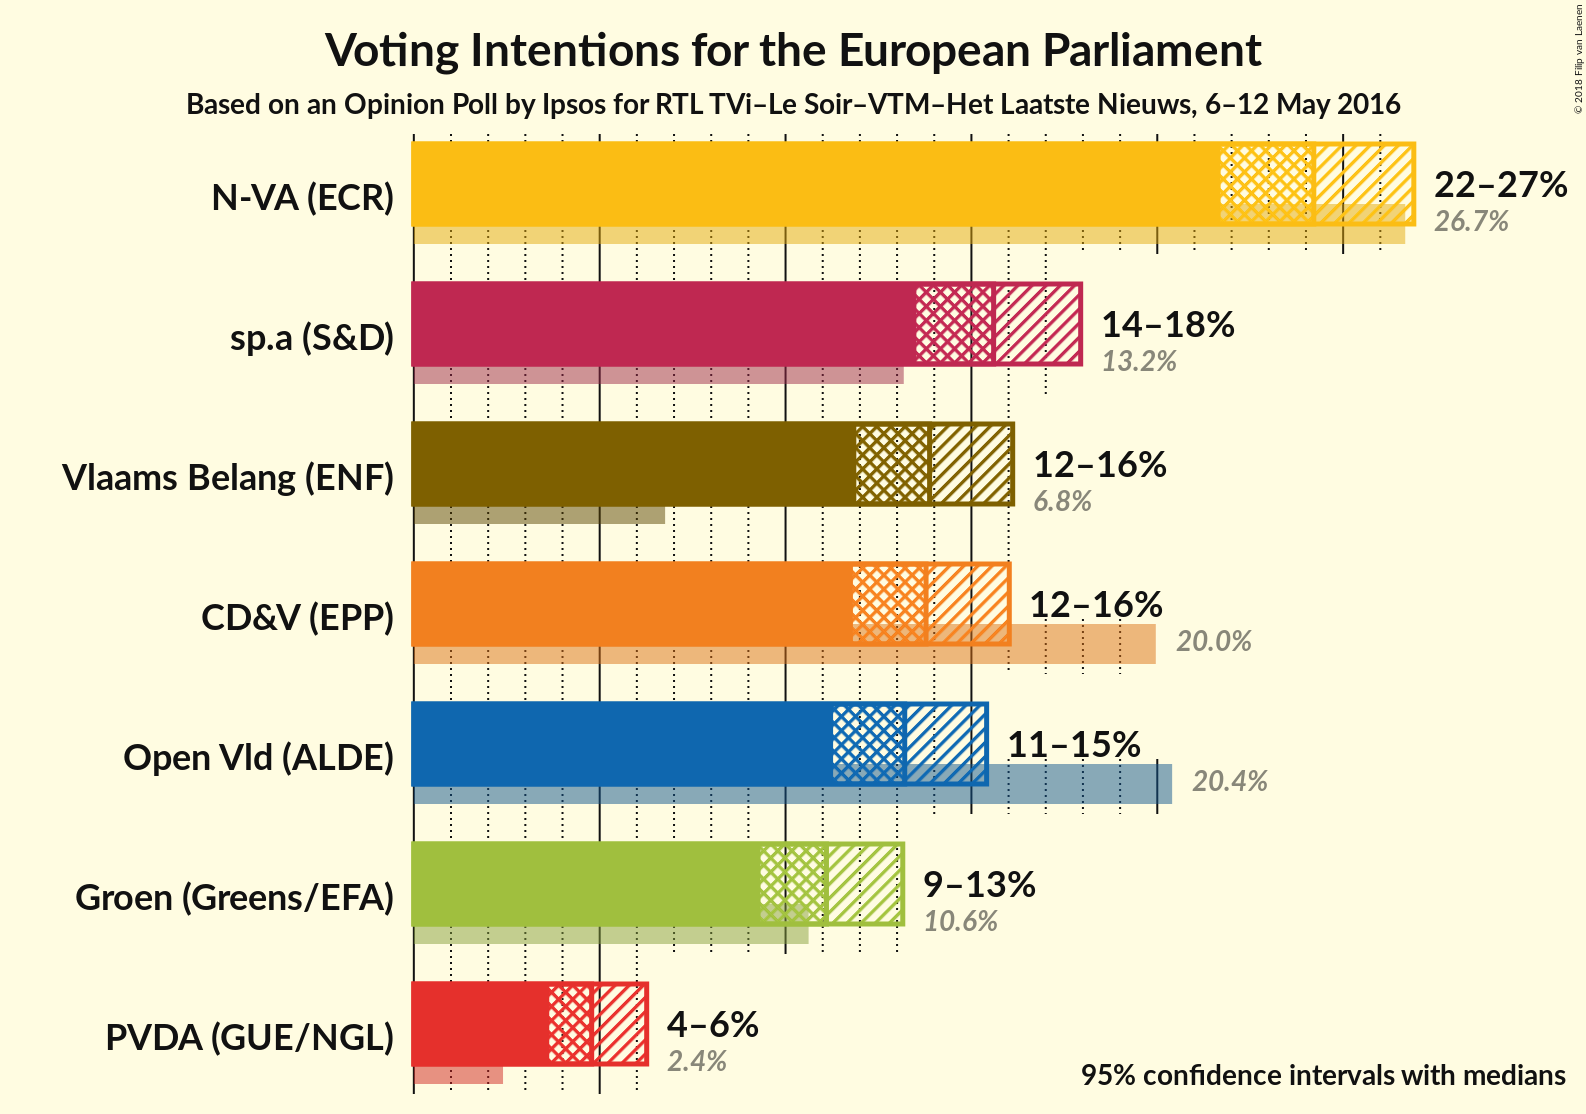 Voting Intentions for the European Parliament
Based on an Opinion Poll by Ipsos for RTL TVi–Le Soir–VTM–Het Laatste Nieuws, 6–12 May 2016
© 2018 Filip van Laenen
N-VA (ECR)
22–27%
26.7%
sp.a (S&D)
14–18%
13.2%
Vlaams Belang (ENF)
12–16%
6.8%
CD&V (EPP)
12–16%
20.0%
Open Vld (ALDE)
11–15%
20.4%
Groen (Greens/EFA)
9–13%
10.6%
PVDA (GUE/NGL)
4–6%
2.4%
95% confidence intervals with medians